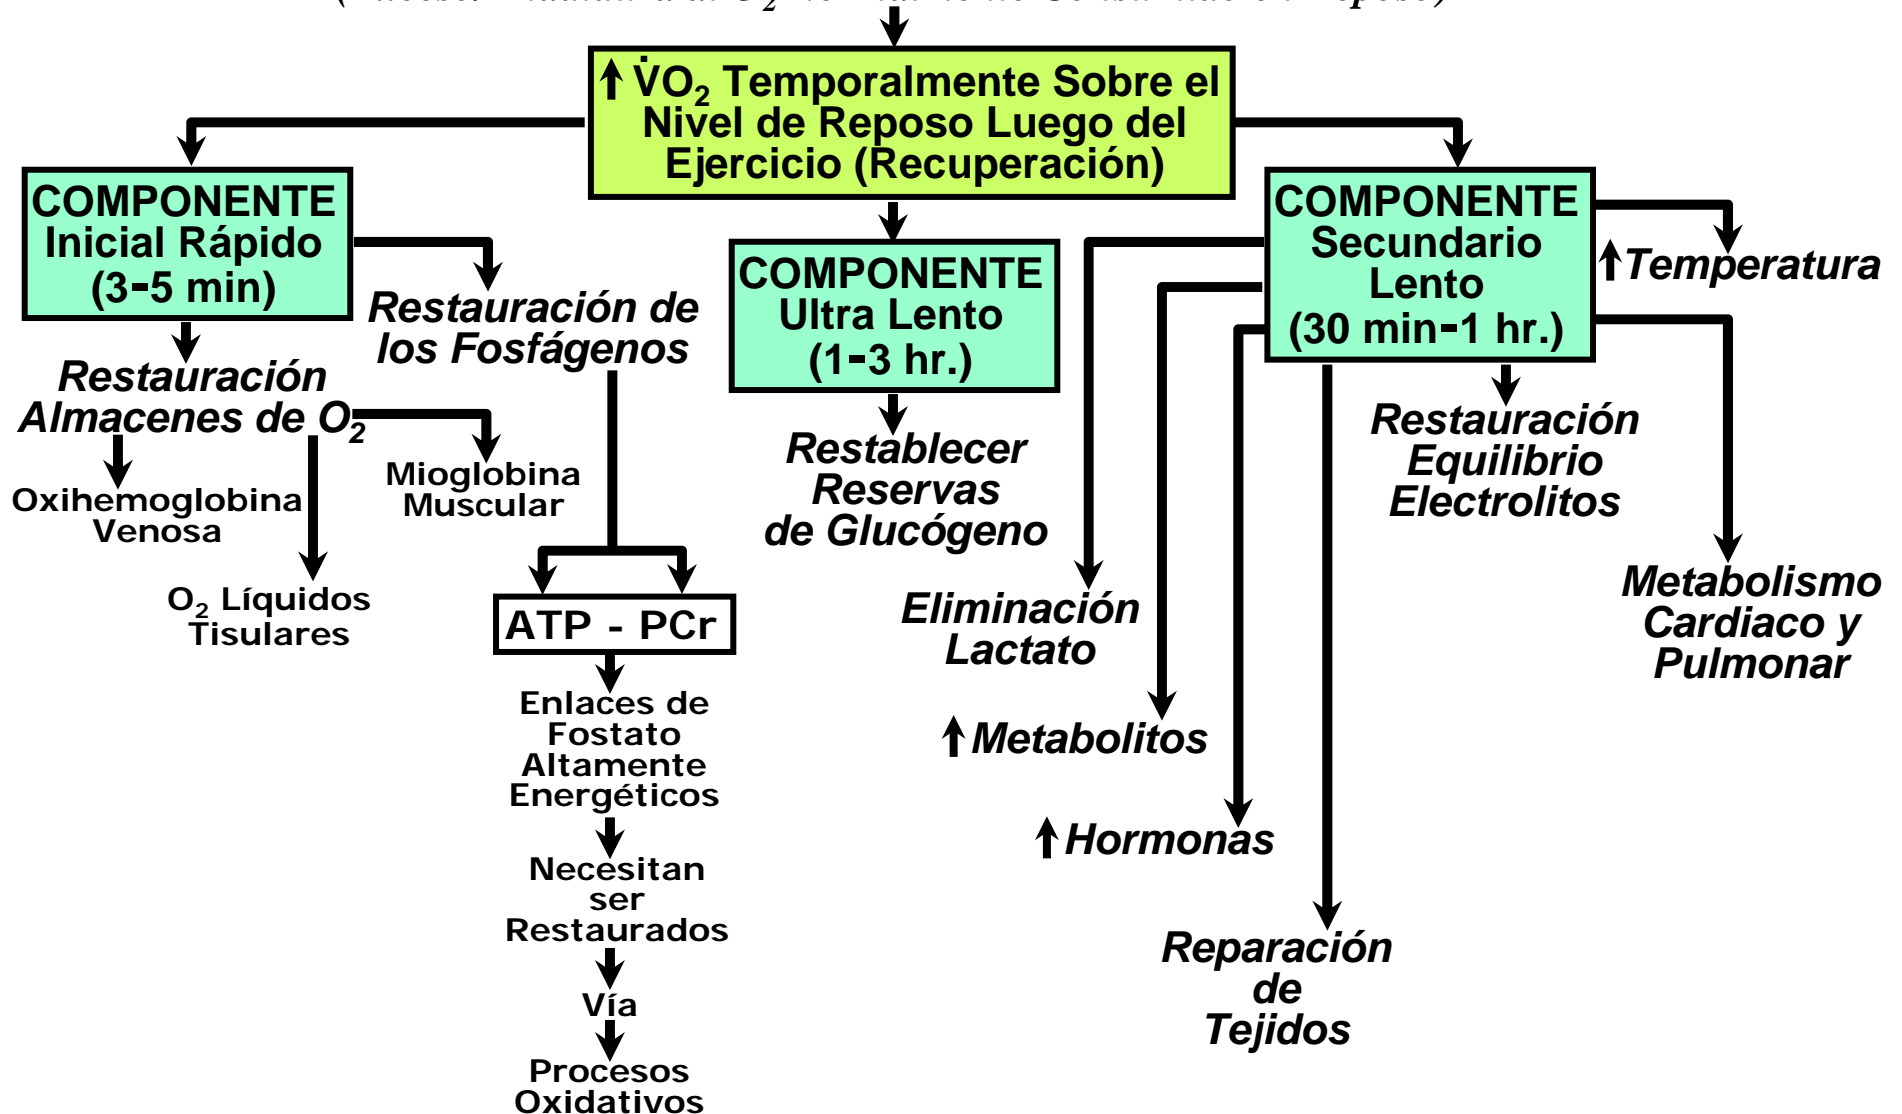 ↑ V̇O₂ Temporalmente Sobre el
Nivel de Reposo Luego del
Ejercicio (Recuperación)
COMPONENTE
Inicial Rápido
(3-5 min)
Restauración
Almacenes de O₂
Oxihemoglobina
Venosa
O₂ Líquidos
Tisulares
Mioglobina
Muscular
Restauración de
los Fosfágenos
ATP - PCr
Enlaces de
Fostato
Altamente
Energéticos
Necesitan
ser
Restaurados
Vía
Procesos
Oxidativos
COMPONENTE
Ultra Lento
(1-3 hr.)
Restablecer
Reservas
de Glucógeno
COMPONENTE
Secundario
Lento
(30 min-1 hr.)
Eliminación
Lactato
↑ Metabolitos
↑ Hormonas
Reparación
de
Tejidos
Restauración
Equilibrio
Electrolitos
Metabolismo
Cardiaco y
Pulmonar
↑ Temperatura